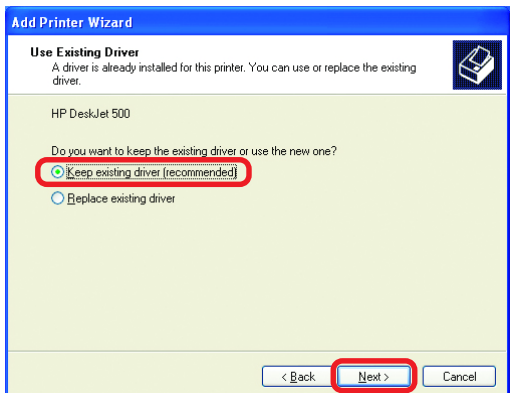 Add Printer Wizard
Use Existing Driver
A driver is already installed for this printer. You can use or replace the existing
driver.
HP DeskJet 500
Do you want to keep the existing driver or use the new one?
Keep existing driver (recommended)
Replace existing driver
< Back Next > Cancel